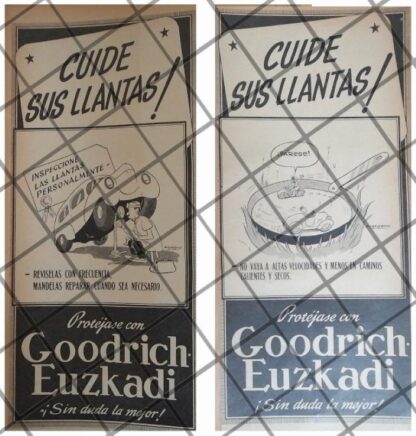 CUIDE
SUS LLANTAS!
INSPECCIONE
LAS LLANTAS
PERSONALMENTE -
- REVISELAS CON FRECUENCIA.
MANDELAS REPARAR CUANDO SEA NECESARIO.
Protéjase con
Goodrich-
Euzkadi
¡Sin duda la mejor!
CUIDE
SUS LLANTAS!
- NO VAYA A ALTAS VELOCIDADES Y MENOS EN CAMINOS
CALIENTES Y SECOS.
Protéjase con
Goodrich-
Euzkadi
¡Sin duda la mejor!